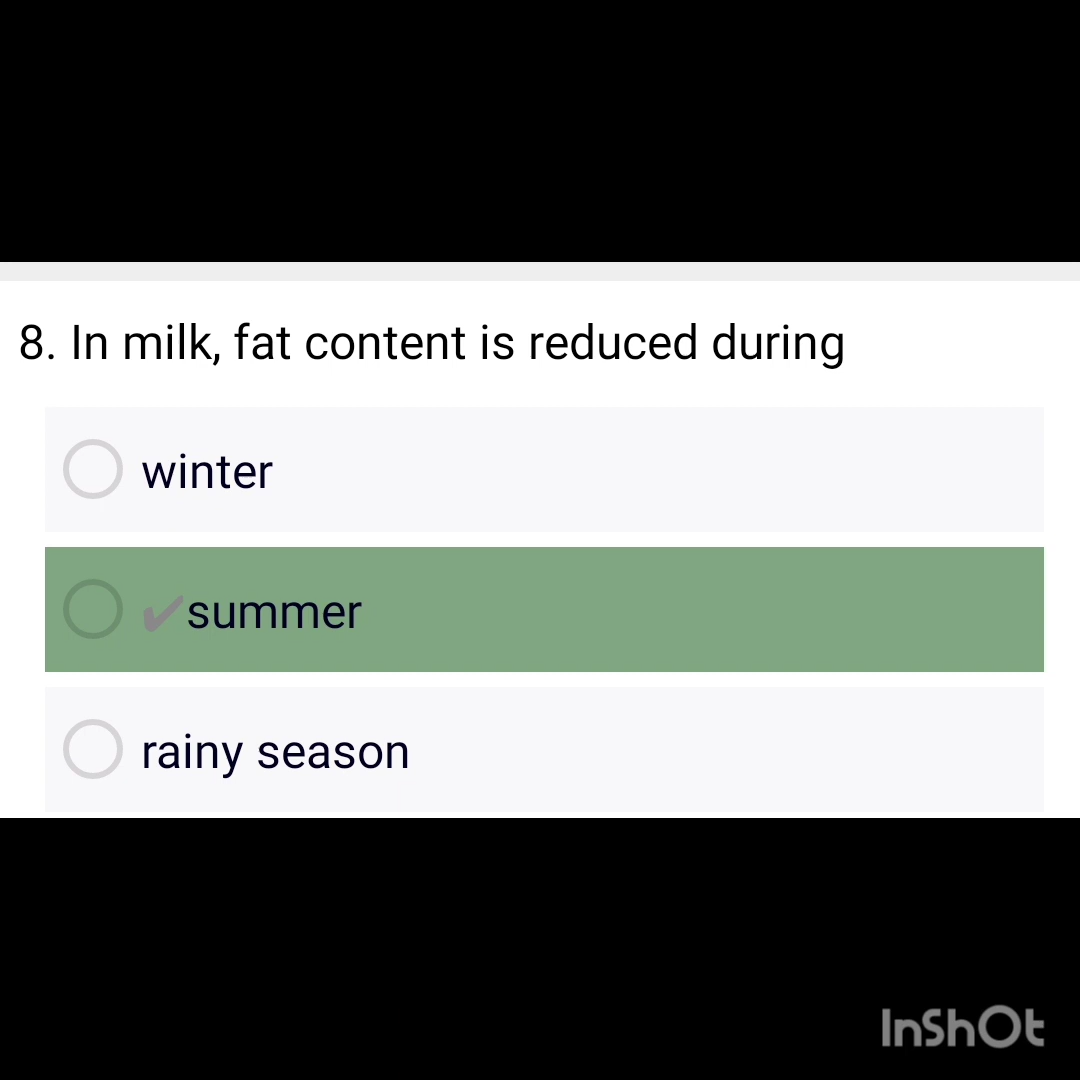 8. In milk, fat content is reduced during
winter
✔summer
rainy season
InShOt